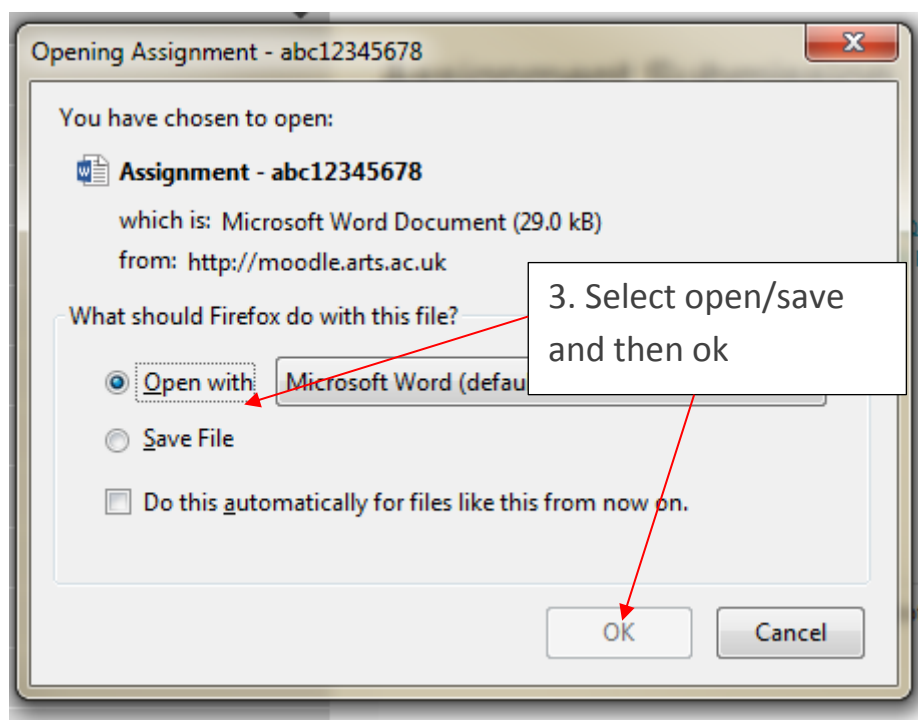 Opening Assignment - abc12345678
You have chosen to open:
Assignment - abc12345678
which is: Microsoft Word Document (29.0 kB)
from: http://moodle.arts.ac.uk
3. Select open/save
and then ok
What should Firefox do with this file?
Open with Microsoft Word
Save File
Do this automatically for files like this from now on.
OK Cancel